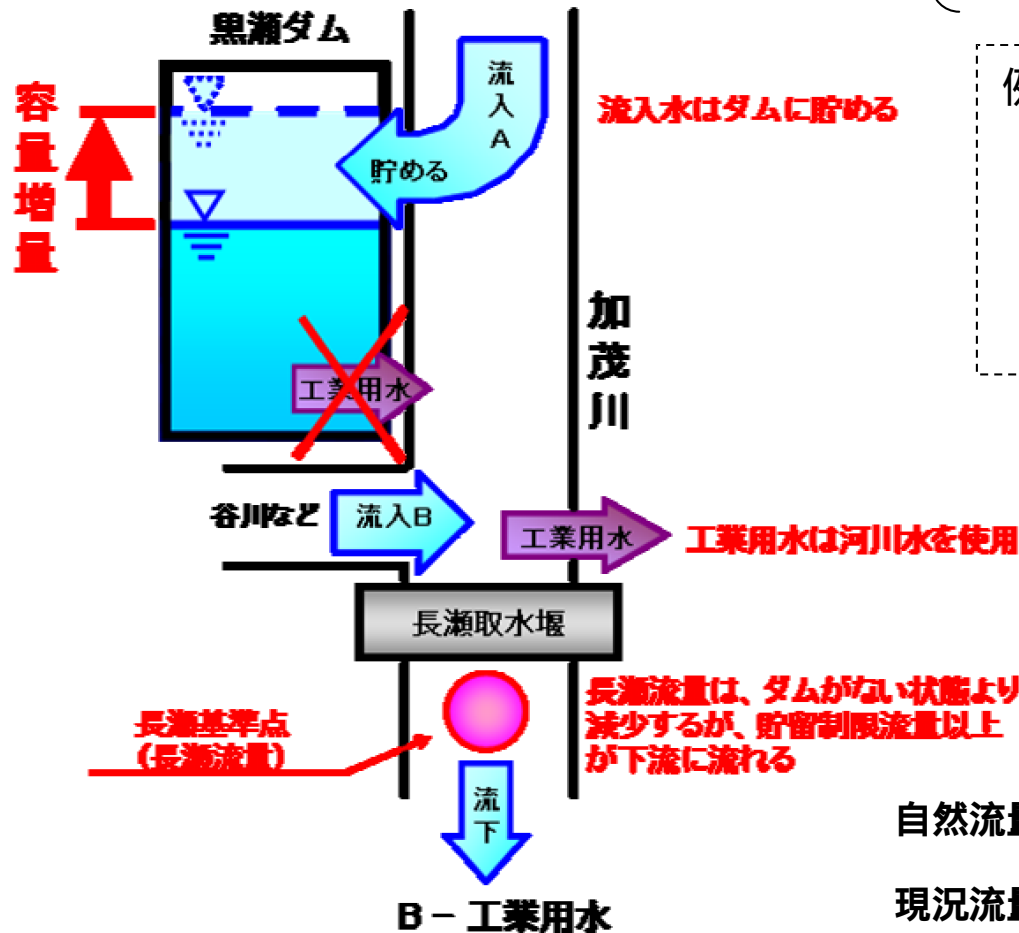 黒瀬ダム
容量増量
流入A
貯める
流入水はダムに貯める
加茂川
工業用水
谷川など
流入B
工業用水
工業用水は河川水を使用
長瀬取水堰
長瀬基準点
(長瀬流量)
長瀬流量は、ダムがない状態より
減少するが、貯留制限流量以上
が下流に流れる
流下
B－工業用水
自然流量
現況流量